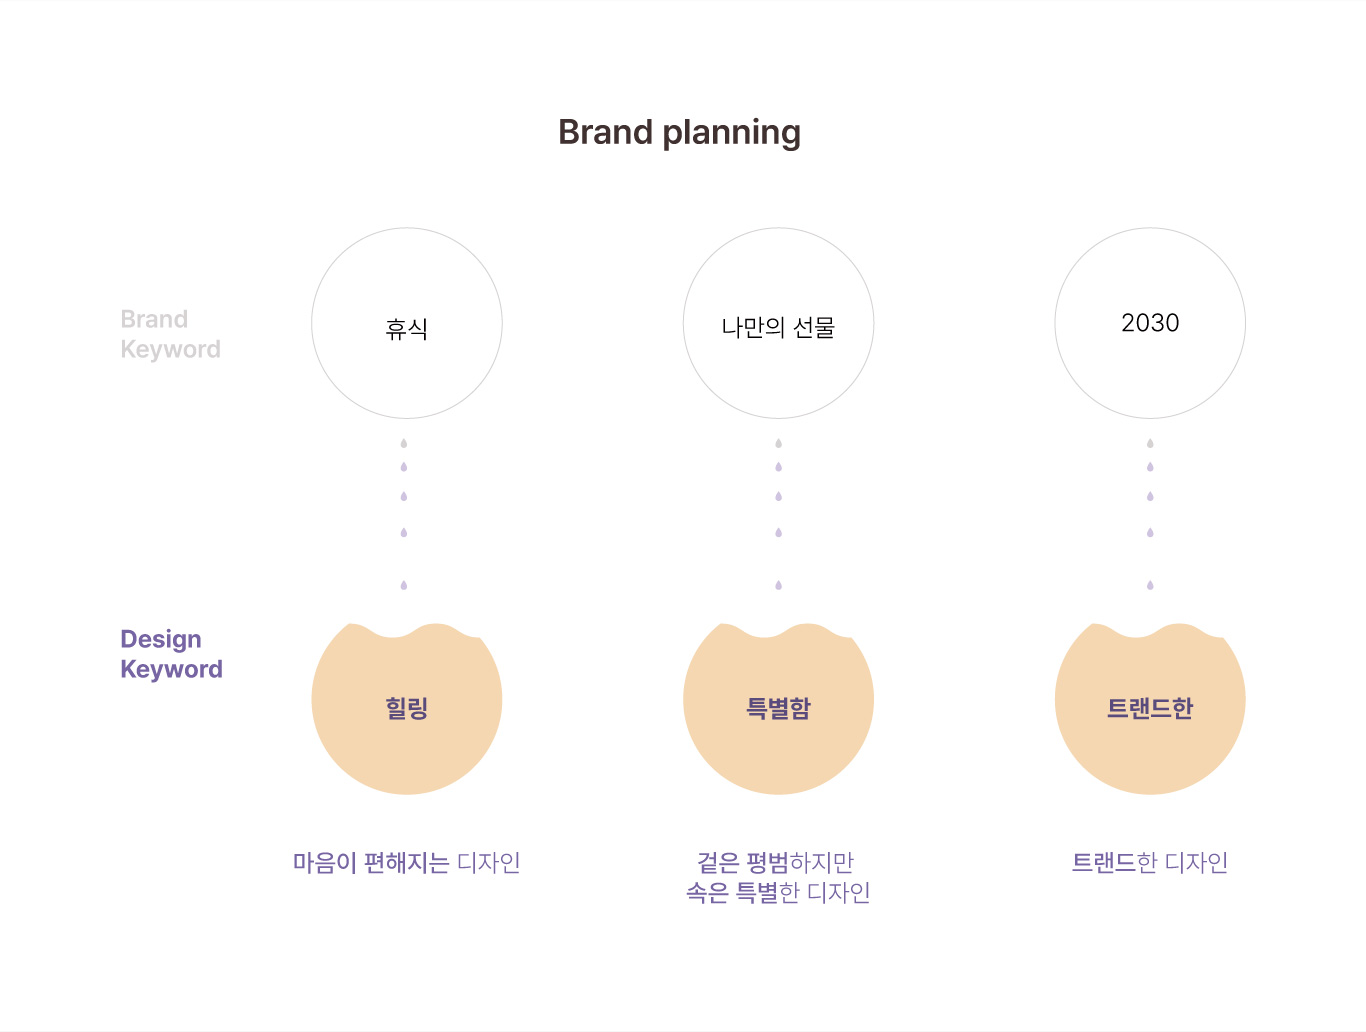 Brand planning
Brand
Keyword
휴식
나만의 선물
2030
Design
Keyword
힐링
특별함
트랜드한
마음이 편해지는 디자인
겉은 평범하지만
속은 특별한 디자인
트랜드한 디자인